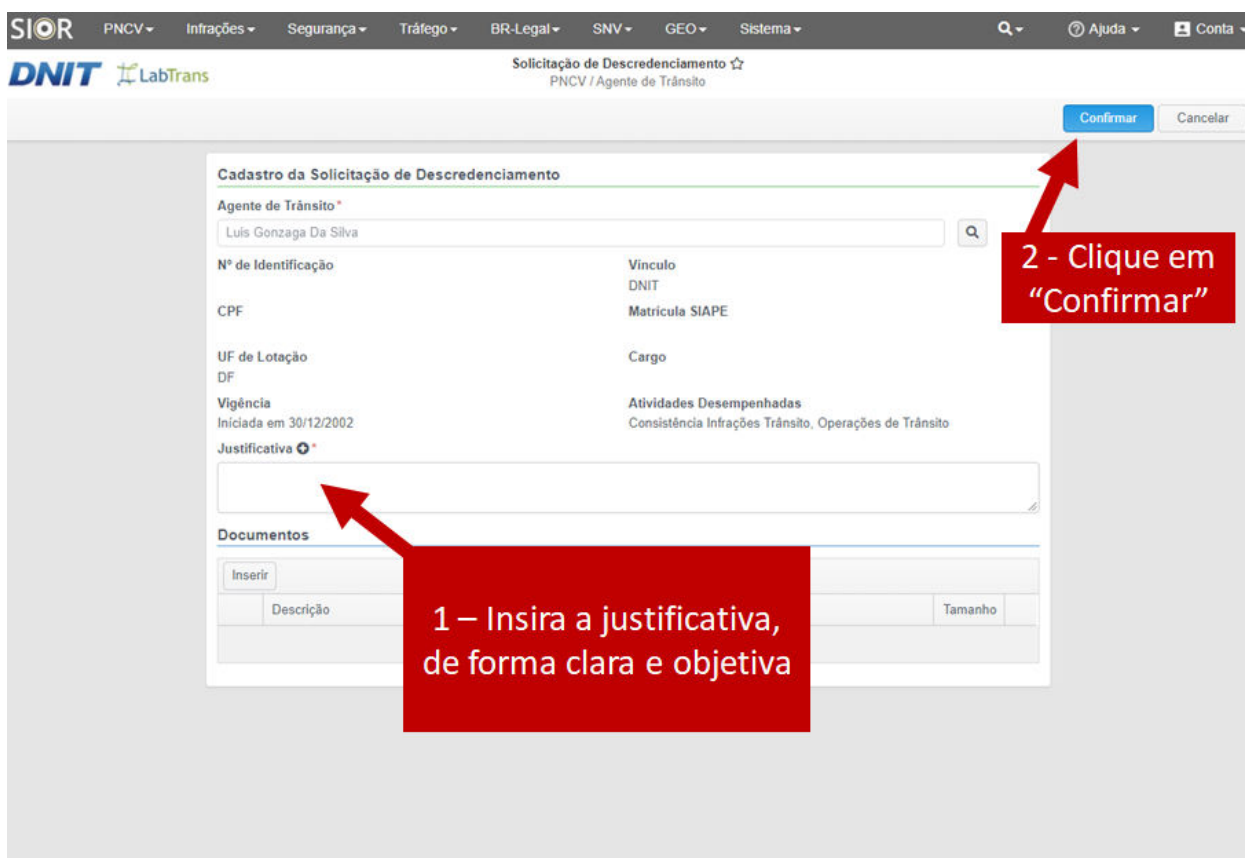 SIOR PNCV Infrações Segurança Tráfego BR-Legal SNV GEO Sistema Ajuda Conta
DNIT LabTrans
Solicitação de Descredenciamento
PNCV / Agente de Trânsito
Confirmar Cancelar
Cadastro da Solicitação de Descredenciamento
Agente de Trânsito*
Luis Gonzaga Da Silva
2 - Clique em
“Confirmar”
Nº de Identificação Vínculo
DNIT
CPF Matrícula SIAPE
UF de Lotação Cargo
DF
Vigência Atividades Desempenhadas
Iniciada em 30/12/2002 Consistência Infrações Trânsito, Operações de Trânsito
Justificativa *
Documentos
Inserir
Descrição Tamanho
1 – Insira a justificativa,
de forma clara e objetiva